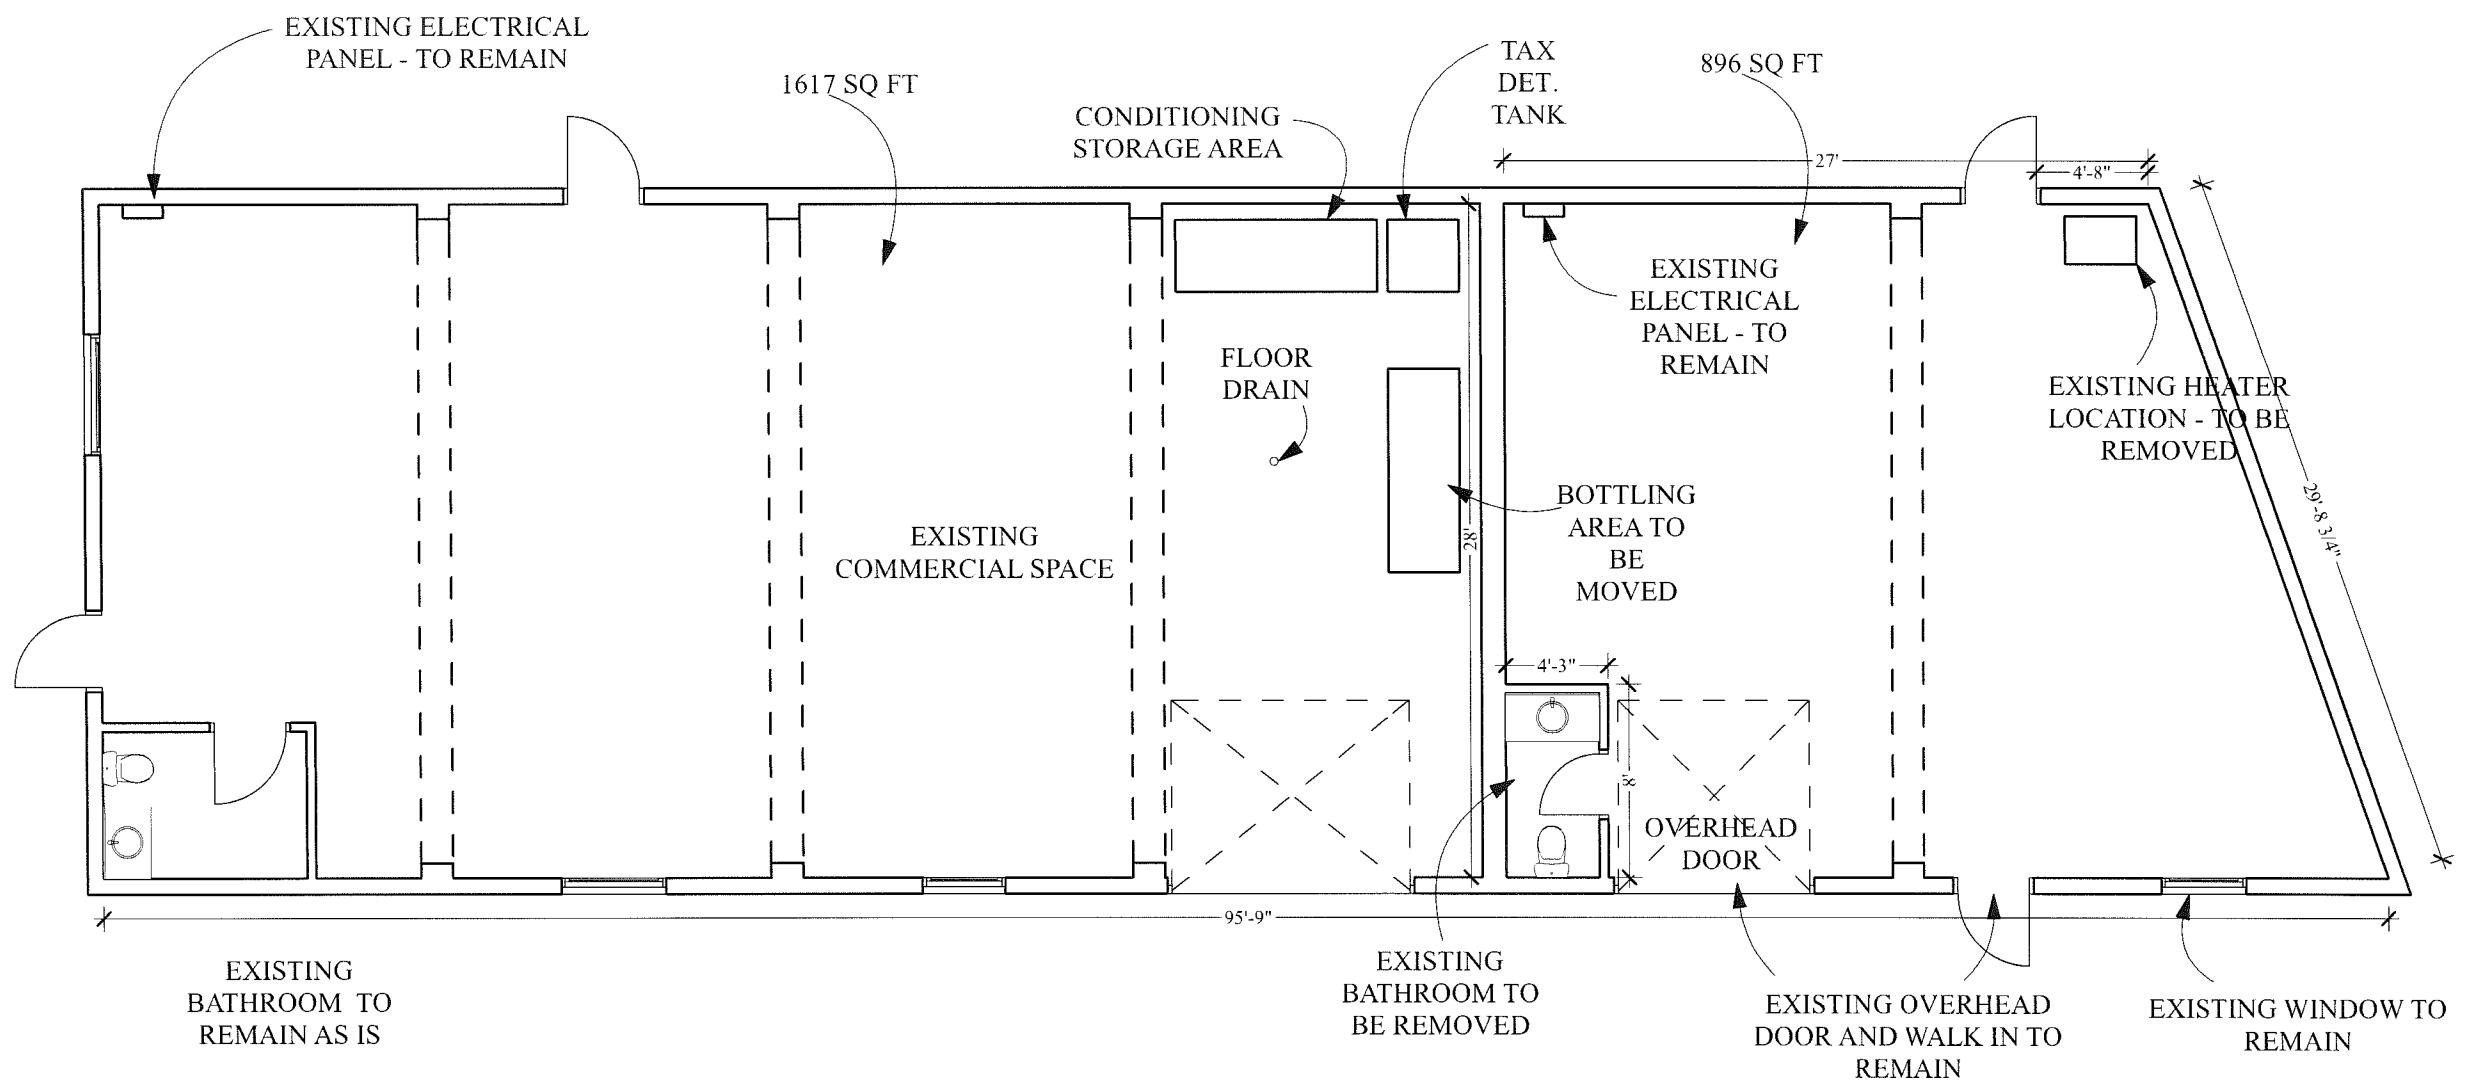 EXISTING ELECTRICAL
PANEL - TO REMAIN
1617 SQ FT
CONDITIONING
STORAGE AREA
TAX
DET.
TANK
896 SQ FT
27'
4'-8"
EXISTING
ELECTRICAL
PANEL - TO
REMAIN
FLOOR
DRAIN
EXISTING HEATER
LOCATION - TO BE
REMOVED
29'-8 3/4"
BOTTLING
AREA TO
BE
MOVED
28'
EXISTING
COMMERCIAL SPACE
4'-3"
8'
OVERHEAD
DOOR
95'-9"
EXISTING
BATHROOM TO
REMAIN AS IS
EXISTING
BATHROOM TO
BE REMOVED
EXISTING OVERHEAD
DOOR AND WALK IN TO
REMAIN
EXISTING WINDOW TO
REMAIN